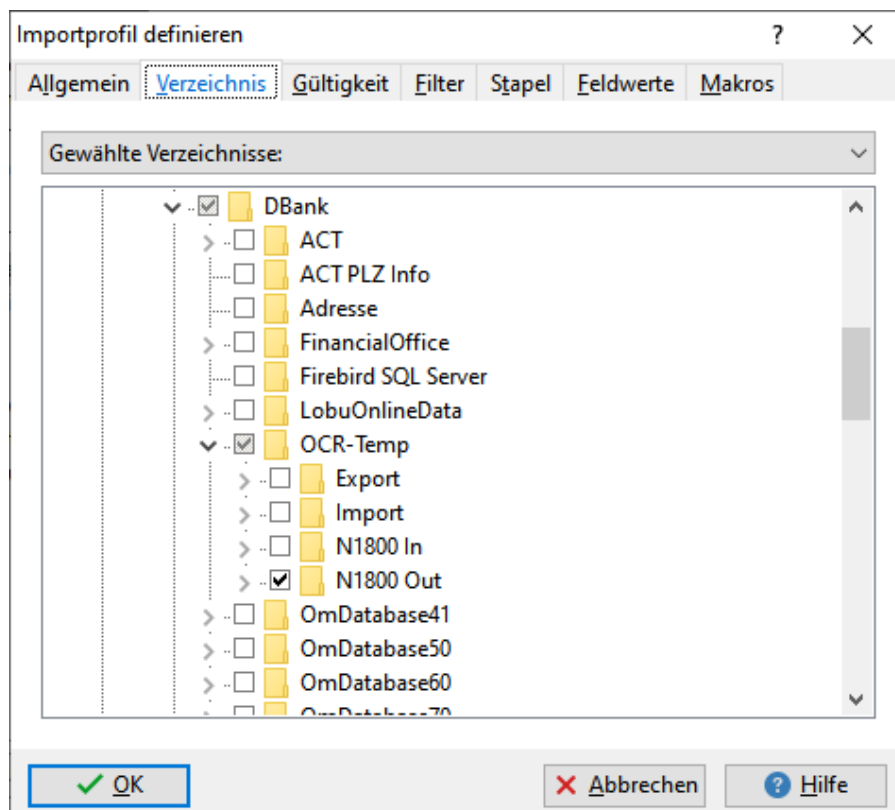 Importprofil definieren ?
Allgemein Verzeichnis Gültigkeit Filter Stapel Feldwerte Makros
Gewählte Verzeichnisse:
DBank
ACT
ACT PLZ Info
Adresse
FinancialOffice
Firebird SQL Server
LobuOnlineData
OCR-Temp
Export
Import
N1800 In
N1800 Out
OmDatabase41
OmDatabase50
OmDatabase60
OmDatabase70
OK Abbrechen ? Hilfe